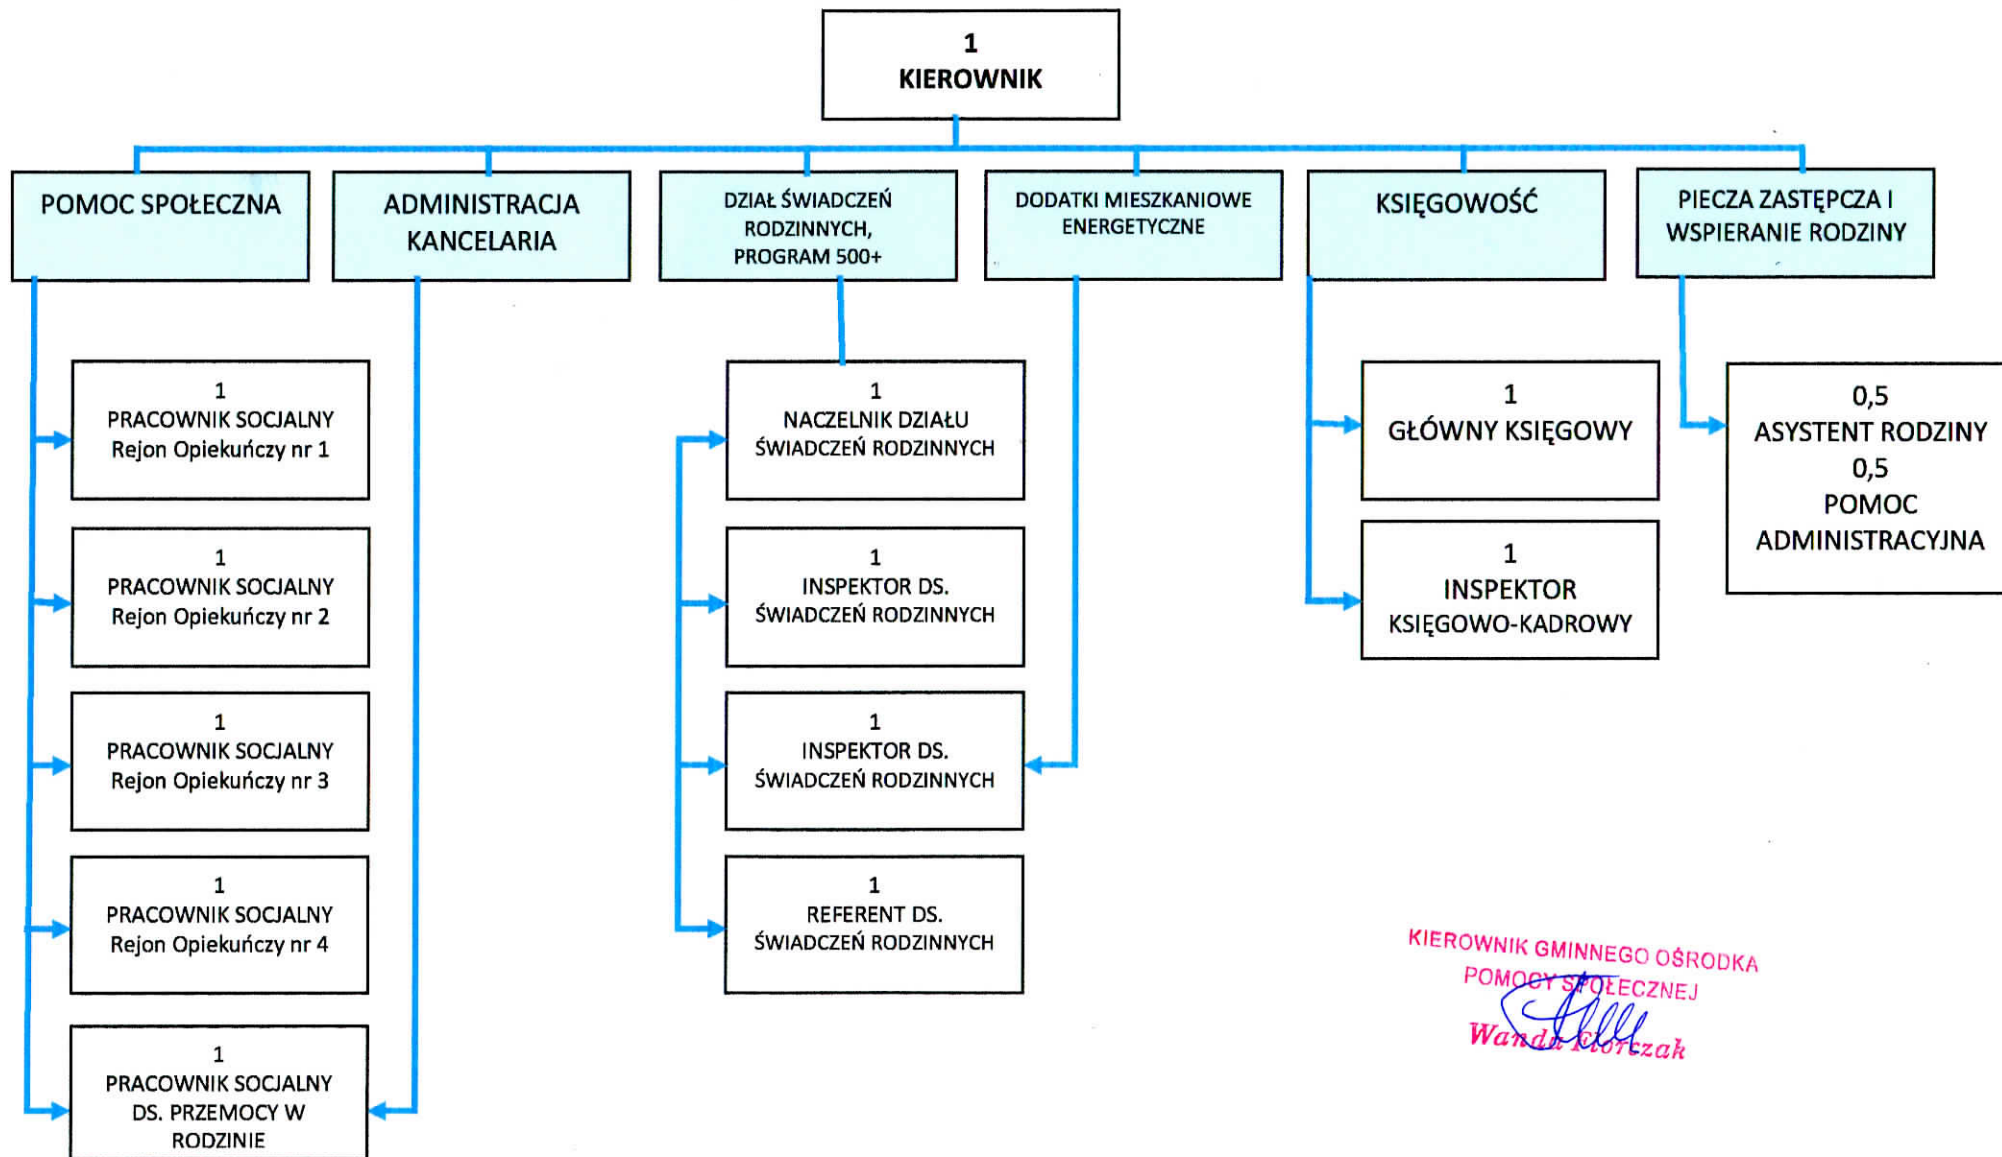 1
KIEROWNIK
POMOC SPOŁECZNA
ADMINISTRACJA
KANCELARIA
DZIAŁ ŚWIADCZEŃ
RODZINNYCH,
PROGRAM 500+
DODATKI MIESZKANIOWE
ENERGETYCZNE
KSIĘGOWOŚĆ
PIECZA ZASTĘPCZA I
WSPIERANIE RODZINY
1
PRACOWNIK SOCJALNY
Rejon Opiekuńczy nr 1
1
PRACOWNIK SOCJALNY
Rejon Opiekuńczy nr 2
1
PRACOWNIK SOCJALNY
Rejon Opiekuńczy nr 3
1
PRACOWNIK SOCJALNY
Rejon Opiekuńczy nr 4
1
PRACOWNIK SOCJALNY
DS. PRZEMOCY W
RODZINIE
1
NACZELNIK DZIAŁU
ŚWIADCZEŃ RODZINNYCH
1
INSPEKTOR DS.
ŚWIADCZEŃ RODZINNYCH
1
INSPEKTOR DS.
ŚWIADCZEŃ RODZINNYCH
1
REFERENT DS.
ŚWIADCZEŃ RODZINNYCH
1
GŁÓWNY KSIĘGOWY
1
INSPEKTOR
KSIĘGOWO-KADROWY
0,5
ASYSTENT RODZINY
0,5
POMOC
ADMINISTRACYJNA
KIEROWNIK GMINNEGO OŚRODKA
POMOCY SPOŁECZNEJ
Wanda Fiorczak